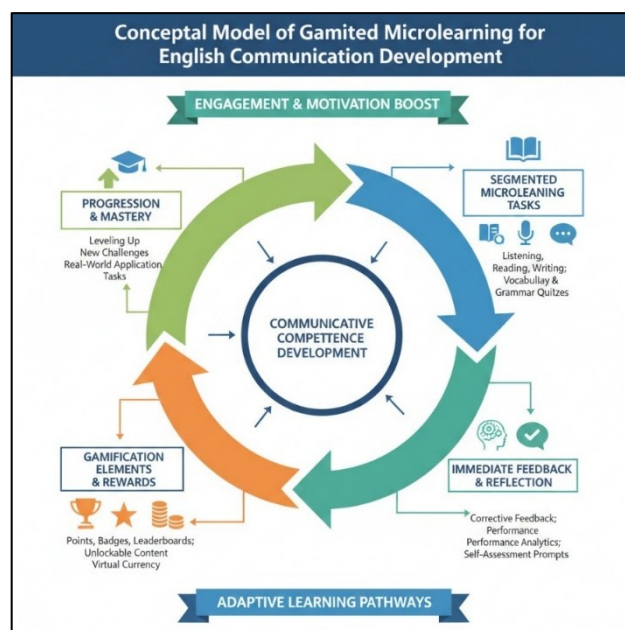 Conceptal Model of Gamited Microlearning for
English Communication Development
ENGAGEMENT & MOTIVATION BOOST
PROGRESSION
& MASTERY
Leveling Up
New Challenges
Real-World Application
Tasks
SEGMENTED
MICROLEANING
TASKS
Listening,
Reading, Writing;
Vocabullay &
Grammar Quitzes
COMMUNICATIVE
COMPETTENCE
DEVELOPMENT
GAMIFICATION
ELEMENTS
& REWARDS
Points, Badges, Leaderboards;
Unlockable Content
Virtual Currency
IMMEDIATE FEEDBACK
& REFLECTION
Corrective Feedback;
Performance
Performance Analytics;
Self-Assessment Prompts
ADAPTIVE LEARNING PATHWAYS